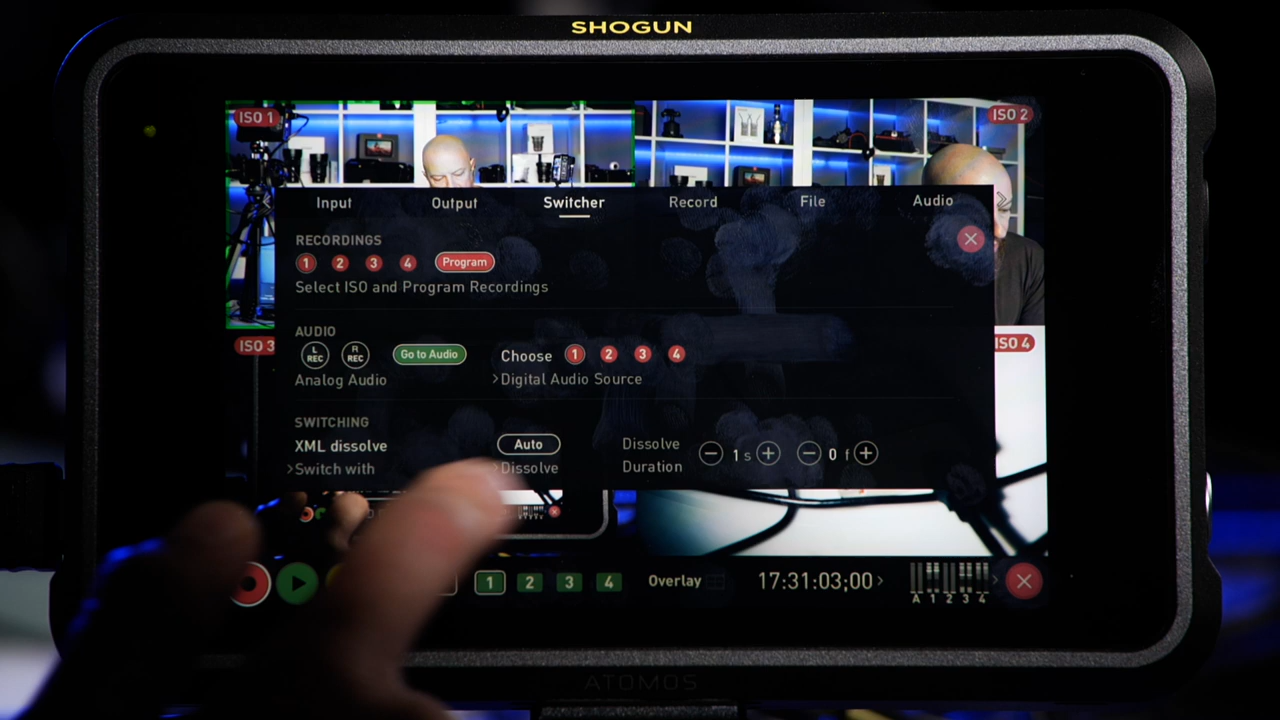 SHOGUN
ISO 1
ISO 2
Input Output Switcher Record File Audio
RECORDINGS
1 2 3 4 Program
Select ISO and Program Recordings
AUDIO
L REC R REC Go to Audio Choose 1 2 3 4
Analog Audio >Digital Audio Source
ISO 3
ISO 4
SWITCHING
XML dissolve Auto Dissolve Duration 1 s 0 f
>Switch with >Dissolve
1 2 3 4 Overlay 17:31:03;00>
A 1 2 3 4
ATOMOS